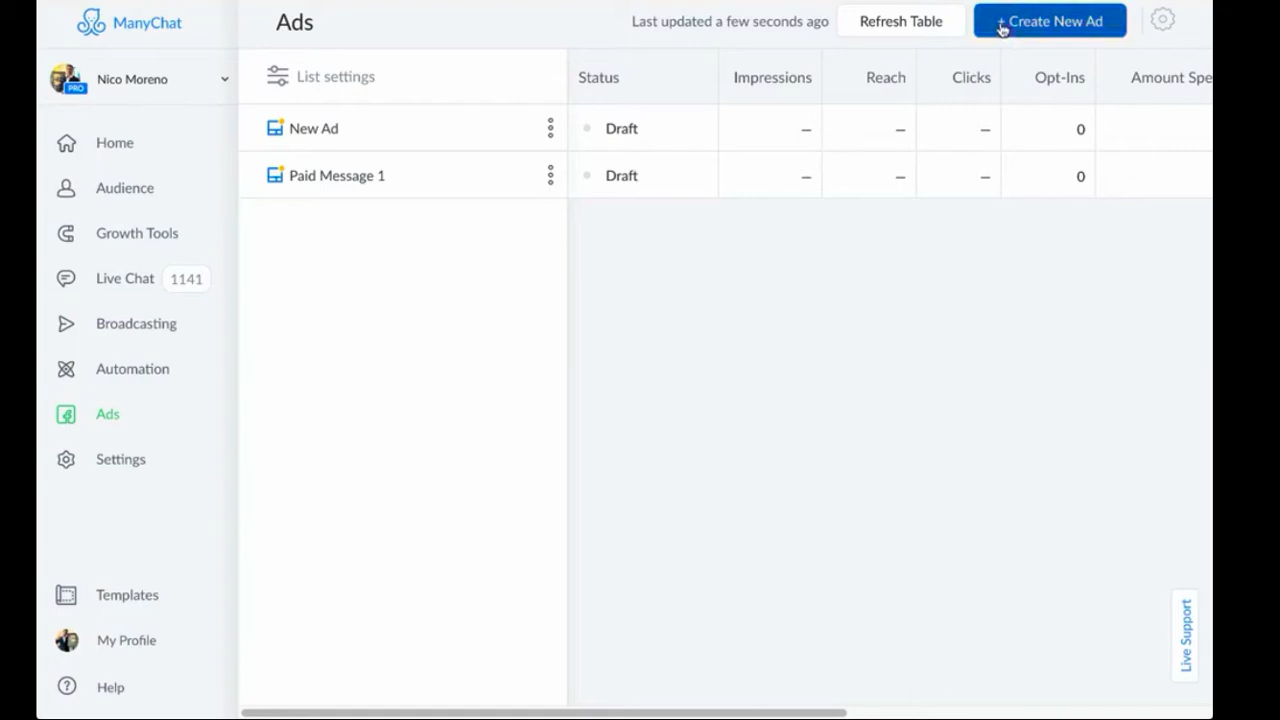 ManyChat
Ads
Last updated a few seconds ago
Refresh Table
+ Create New Ad
Nico Moreno
PRO
List settings
Status
Impressions
Reach
Clicks
Opt-Ins
Amount Spe
New Ad
Draft
–
–
–
0
Paid Message 1
Draft
–
–
–
0
Home
Audience
Growth Tools
Live Chat 1141
Broadcasting
Automation
Ads
Settings
Templates
My Profile
Help
Live Support